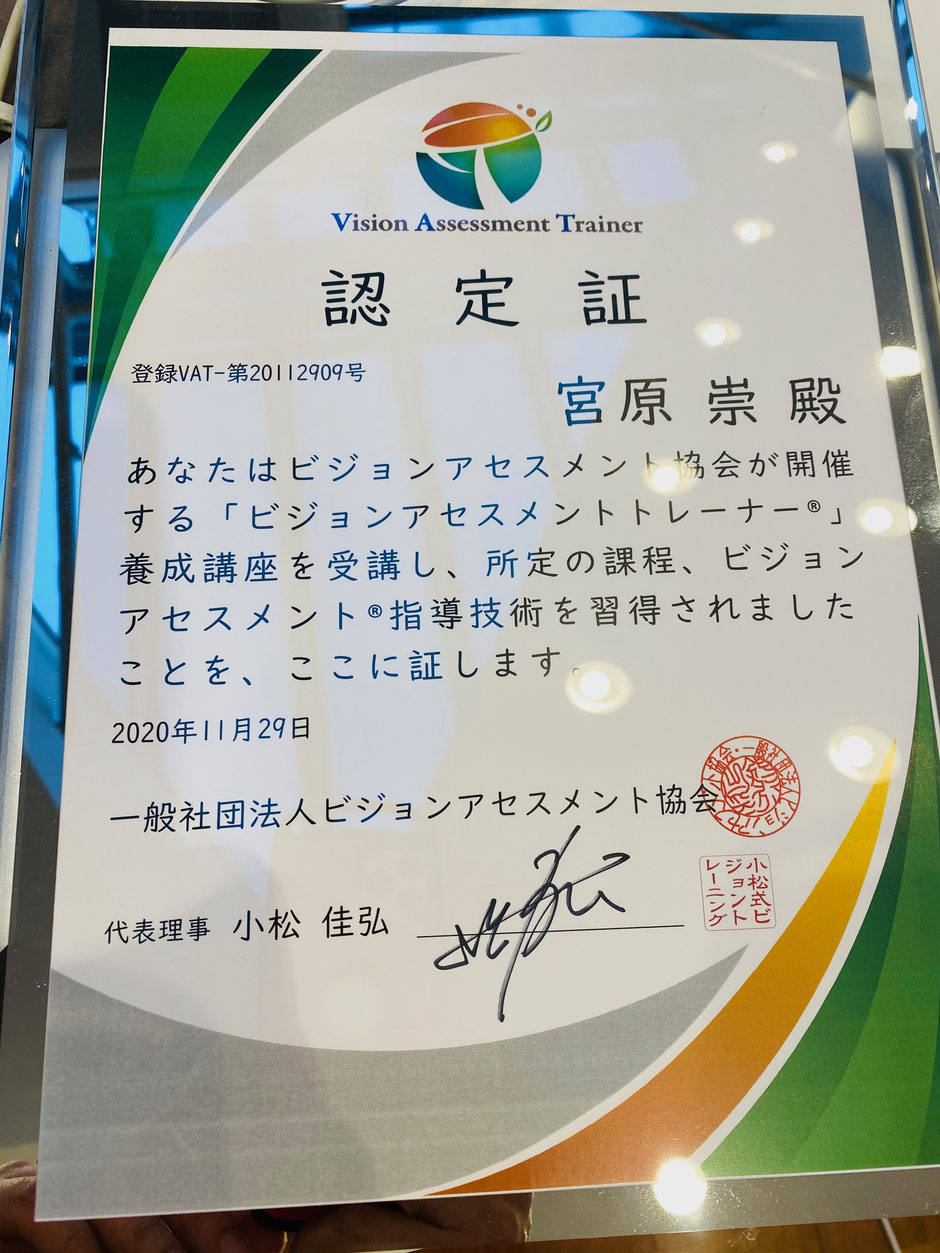 Vision Assessment Trainer
認定証
登録VAT-第20112909号
宮原 崇 殿
あなたはビジョンアセスメント協会が開催
する「ビジョンアセスメントトレーナー®」
養成講座を受講し、所定の課程、ビジョン
アセスメント®指導技術を習得されました
ことを、ここに証します。
2020年11月29日
一般社団法人ビジョンアセスメント協会
代表理事 小松 佳弘
小松式ビ
ジョント
レーニング